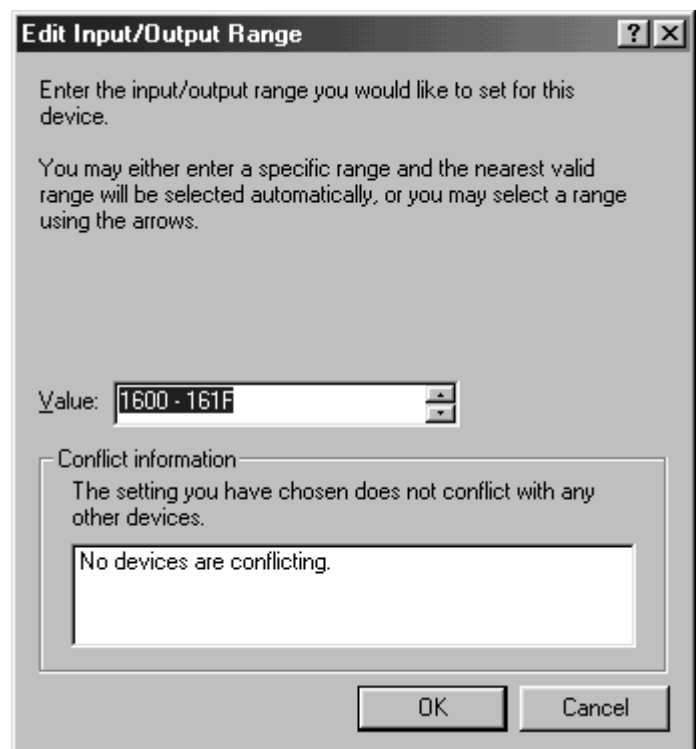 Edit Input/Output Range
Enter the input/output range you would like to set for this
device.
You may either enter a specific range and the nearest valid
range will be selected automatically, or you may select a range
using the arrows.
Value: 1600 - 161F
Conflict information
The setting you have chosen does not conflict with any
other devices.
No devices are conflicting.
OK Cancel